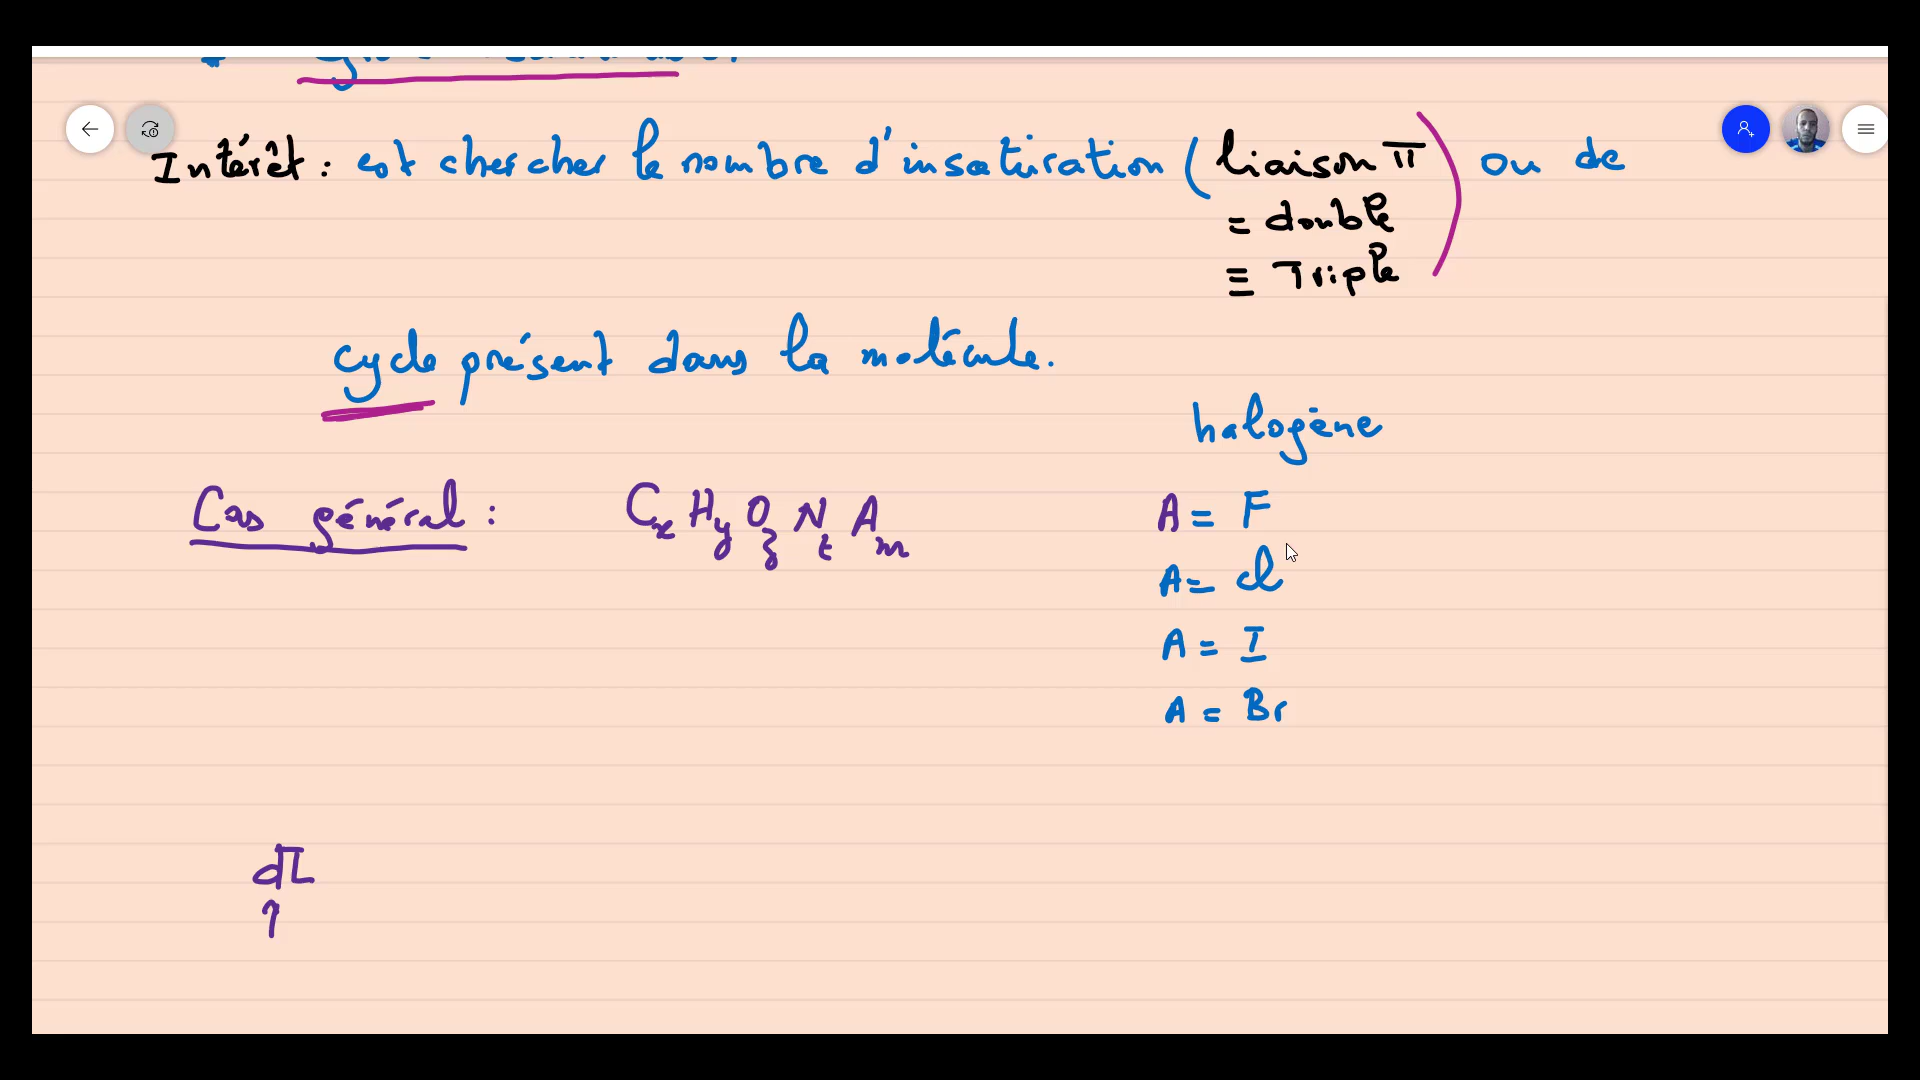 Intérêt : est chercher le nombre d'insaturation ( liaison π ) ou de
= double
≡ Triple
cycle présent dans la molécule.
halogène
Cas général : CxHyOzNtAm
A = F
A = Cl
A = I
A = Br